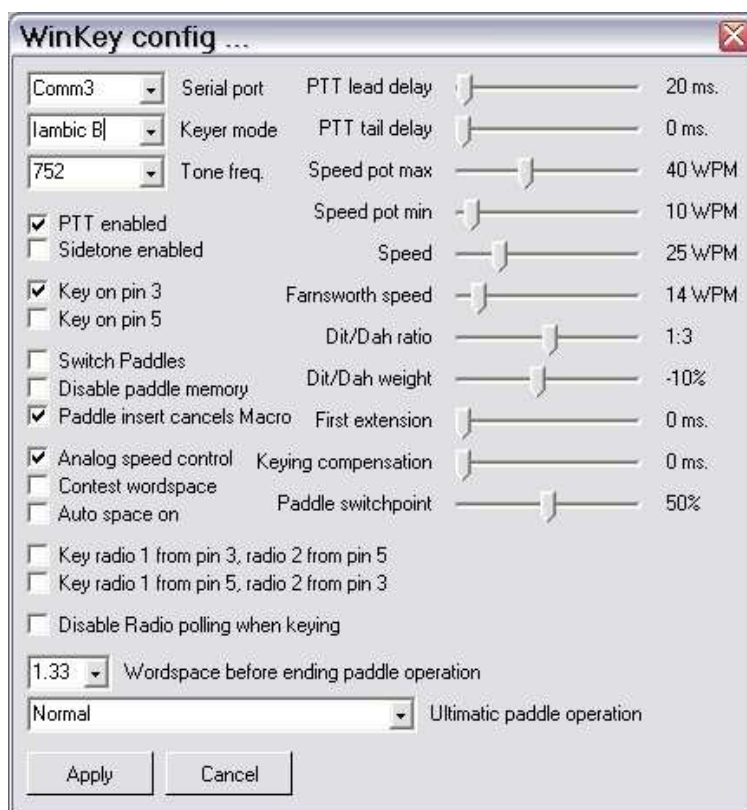 WinKey config ...
Comm3 Serial port PTT lead delay 20 ms.
Iambic B Keyer mode PTT tail delay 0 ms.
752 Tone freq. Speed pot max 40 WPM
Speed pot min 10 WPM
PTT enabled
Sidetone enabled Speed 25 WPM
Key on pin 3 Farnsworth speed 14 WPM
Key on pin 5
Dit/Dah ratio 1:3
Switch Paddles
Disable paddle memory Dit/Dah weight -10%
Paddle insert cancels Macro First extension 0 ms.
Analog speed control Keying compensation 0 ms.
Contest wordspace
Auto space on Paddle switchpoint 50%
Key radio 1 from pin 3, radio 2 from pin 5
Key radio 1 from pin 5, radio 2 from pin 3
Disable Radio polling when keying
1.33 Wordspace before ending paddle operation
Normal Ultimatic paddle operation
Apply Cancel